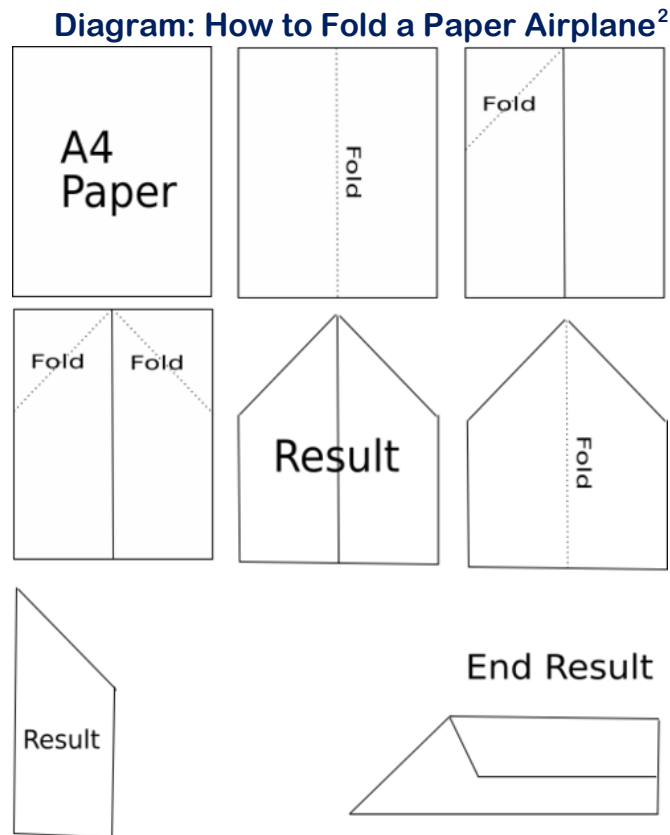 Diagram: How to Fold a Paper Airplane²
A4
Paper
Fold
Fold
Fold
Fold
Result
Fold
Result
End Result